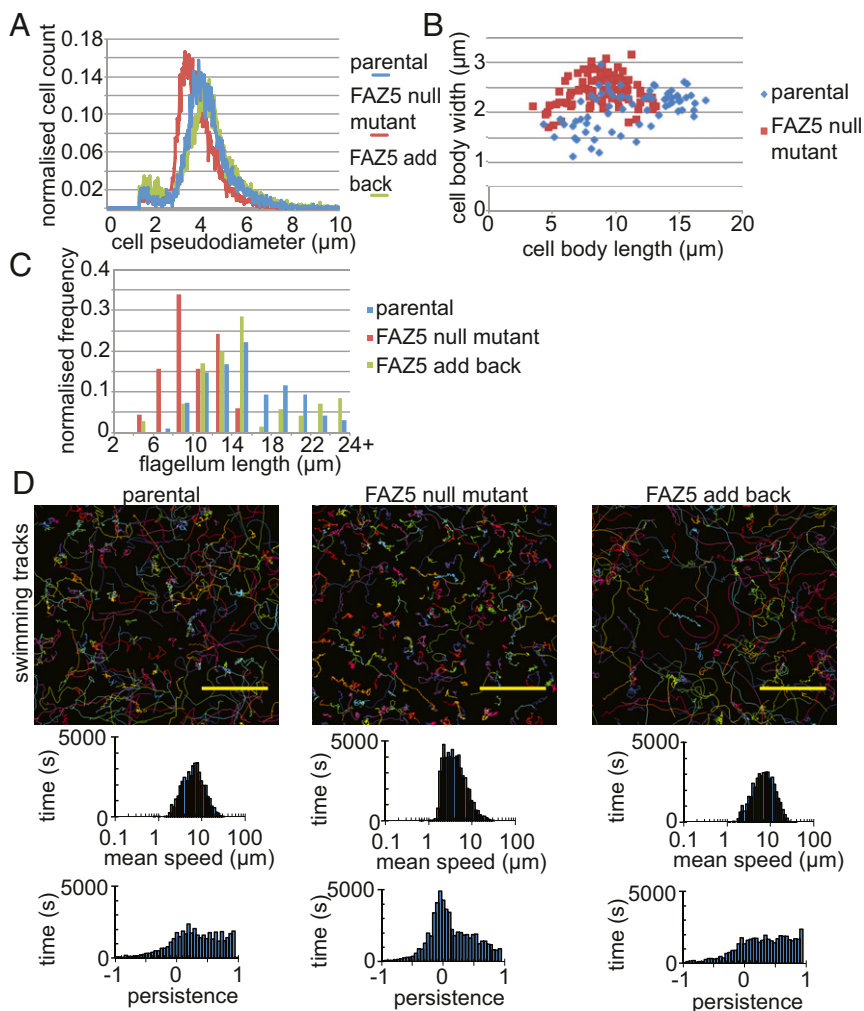 A
normalised cell count
0.18
0.14
0.08
0.04
0.02
0 2 4 6 8 10
cell pseudodiameter (µm)
parental
FAZ5 null
mutant
FAZ5 add
back
B
cell body width (µm)
3
2
1
0
0 5 10 15 20
cell body length (µm)
parental
FAZ5 null
mutant
C
normalised frequency
0.4
0.3
0.2
0.1
0
2 6 10 14 18 22 24+
flagellum length (µm)
parental
FAZ5 null mutant
FAZ5 add back
D
parental
FAZ5 null mutant
FAZ5 add back
swimming tracks
time (s)
5000
0
0.1 1 10 100
mean speed (µm)
time (s)
5000
0
0.1 1 10 100
mean speed (µm)
time (s)
5000
0
0.1 1 10 100
mean speed (µm)
time (s)
5000
0
-1 0 1
persistence
time (s)
5000
0
-1 0 1
persistence
time (s)
5000
0
-1 0 1
persistence